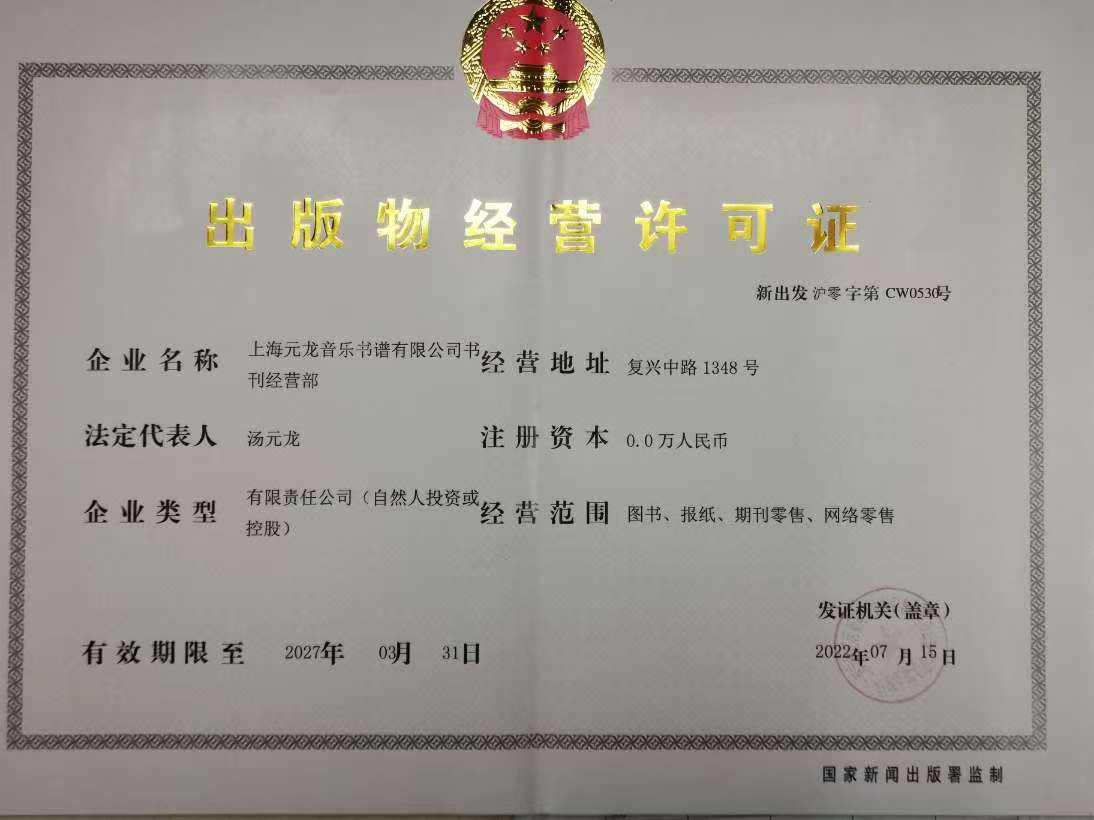 出版物经营许可证
新出发 沪零 字第 CW0530号
企业名称 上海元龙音乐书谱有限公司书
刊经营部
经营地址 复兴中路 1348 号
法定代表人 汤元龙
注册资本 0.0 万人民币
企业类型 有限责任公司（自然人投资或
控股）
经营范围 图书、报纸、期刊零售、网络零售
发证机关（盖章）
有效期限至 2027年 03月 31日
2022年07 月 15日
国家新闻出版署监制